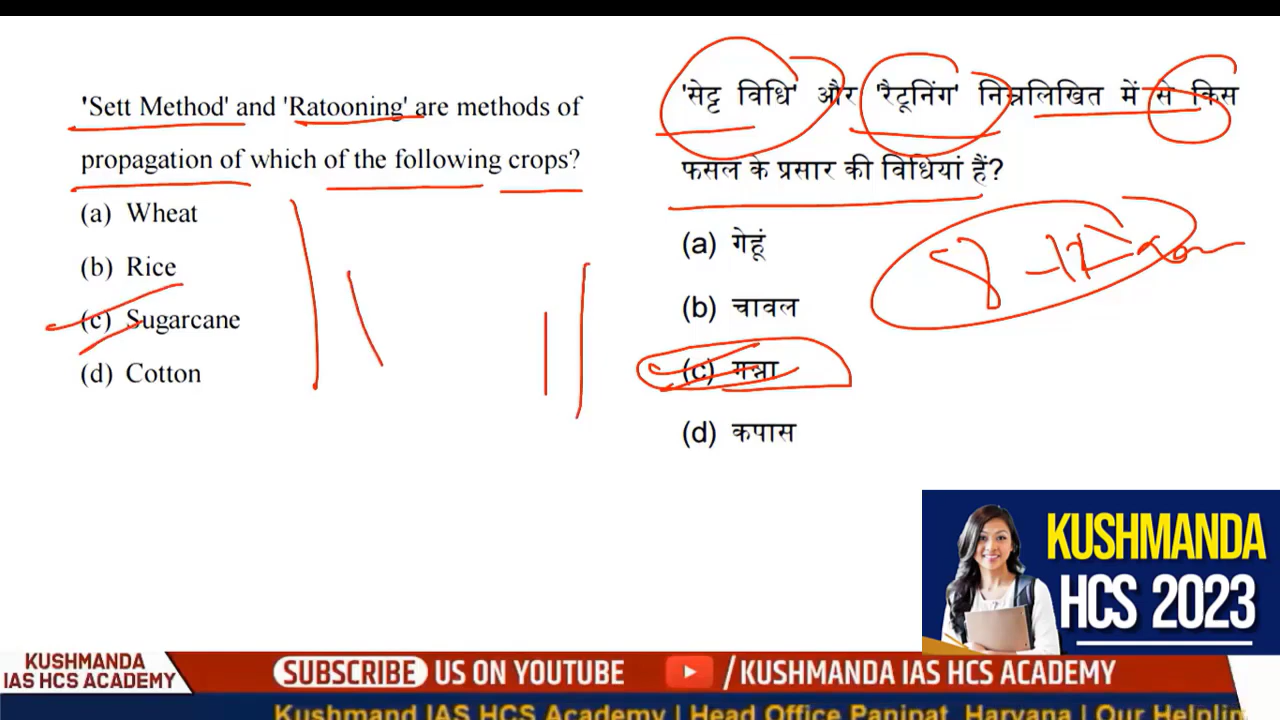 'Sett Method' and 'Ratooning' are methods of
propagation of which of the following crops?
(a) Wheat
(b) Rice
(c) Sugarcane
(d) Cotton
'सेट्ट विधि' और 'रैटूनिंग' निम्नलिखित में से किस
फसल के प्रसार की विधियां हैं?
(a) गेहूं
(b) चावल
(c) गन्ना
(d) कपास
KUSHMANDA
HCS 2023
KUSHMANDA
IAS HCS ACADEMY
SUBSCRIBE US ON YOUTUBE /KUSHMANDA IAS HCS ACADEMY
Kushmand IAS HCS Academy | Head Office Panipat, Haryana | Our